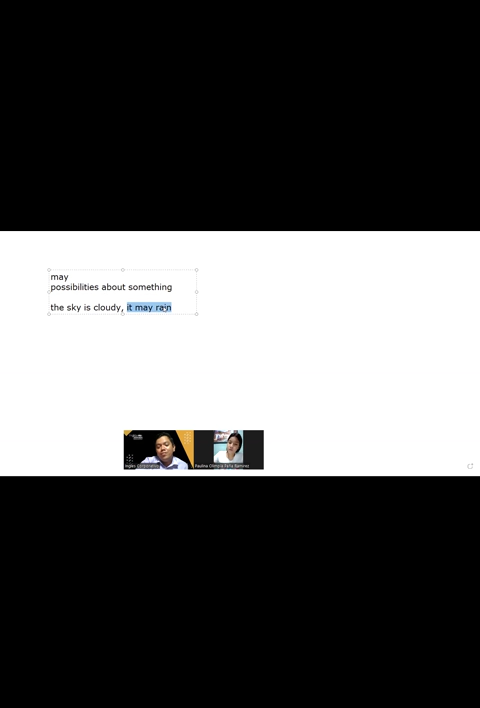 may
possibilities about something
the sky is cloudy, it may rain